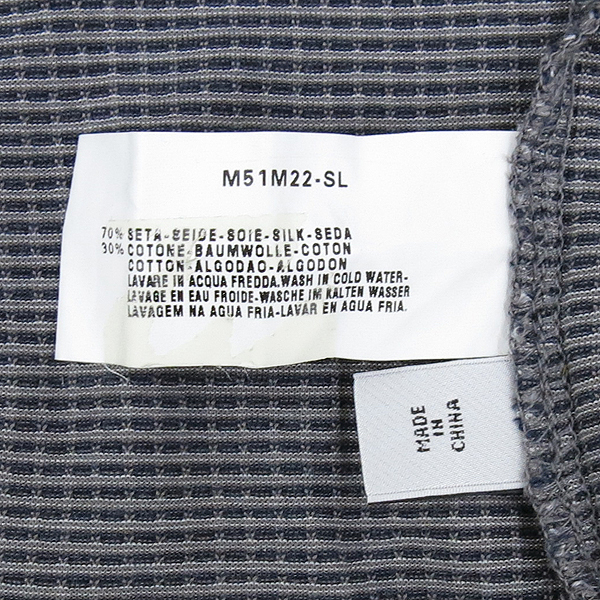 M51M22-SL
70% SETA-SEIDE-SOIE-SILK-SEDA
30% COTONE-BAUMWOLLE-COTON
COTTON-ALGODAO-ALGODON
LAVARE IN ACQUA FREDDA.WASH IN COLD WATER-
LAVAGE EN EAU FROIDE-WASCHE IM KALTEN WASSER
LAVAGEM NA AGUA FRIA-LAVAR EN AGUA FRIA.
MADE
IN
CHINA